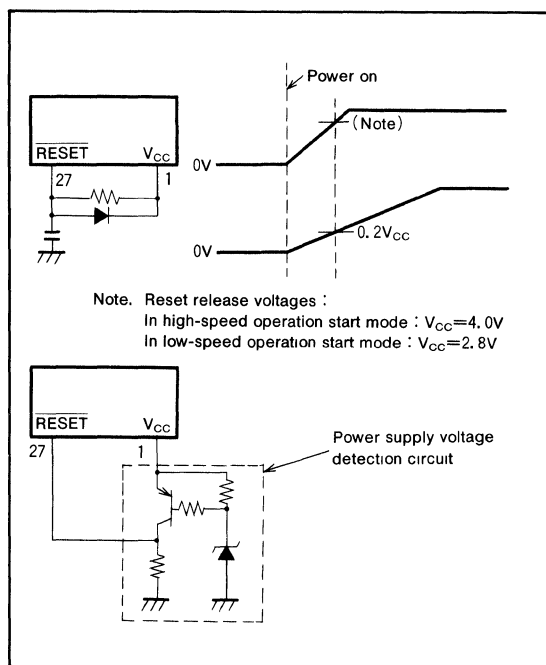 Power on
RESET VCC
27 1
0V
(Note)
0V
0.2VCC
Note. Reset release voltages :
In high-speed operation start mode : VCC=4.0V
In low-speed operation start mode : VCC=2.8V
RESET VCC
27 1
Power supply voltage
detection circuit